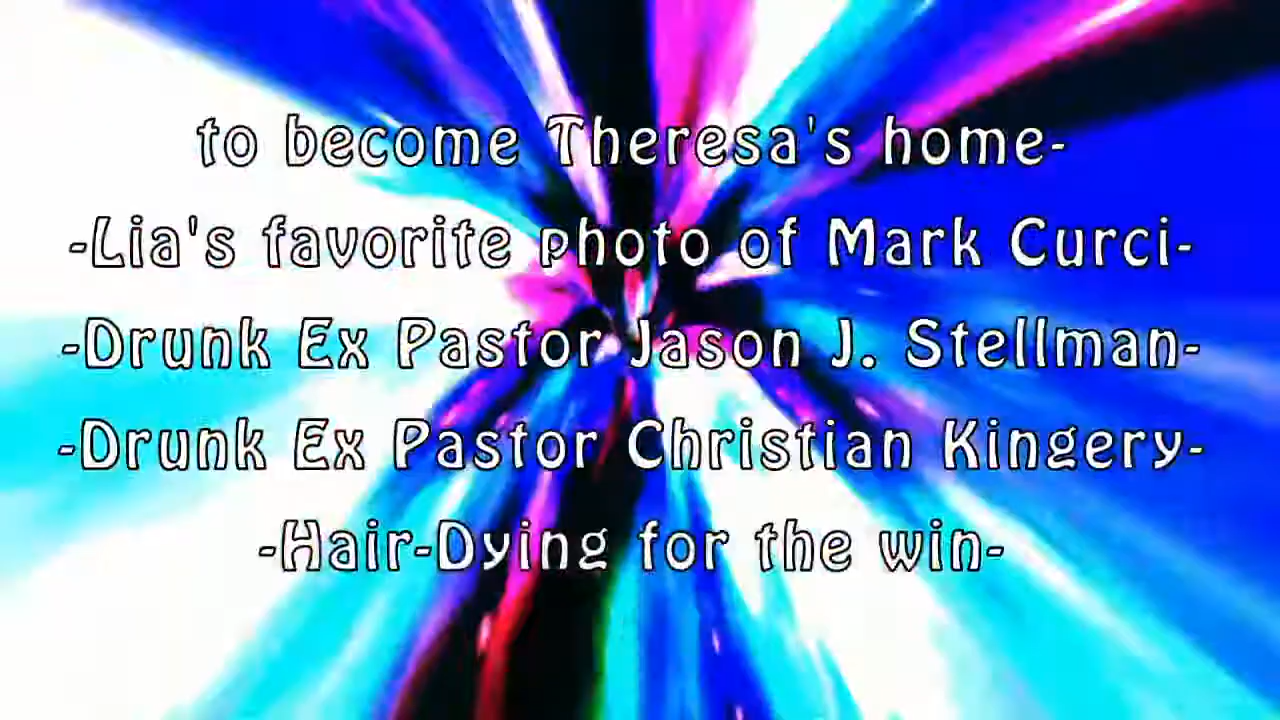 to become Theresa's home-
-Lia's favorite photo of Mark Curci-
-Drunk Ex Pastor Jason J. Stellman-
-Drunk Ex Pastor Christian Kingery-
-Hair-Dying for the win-